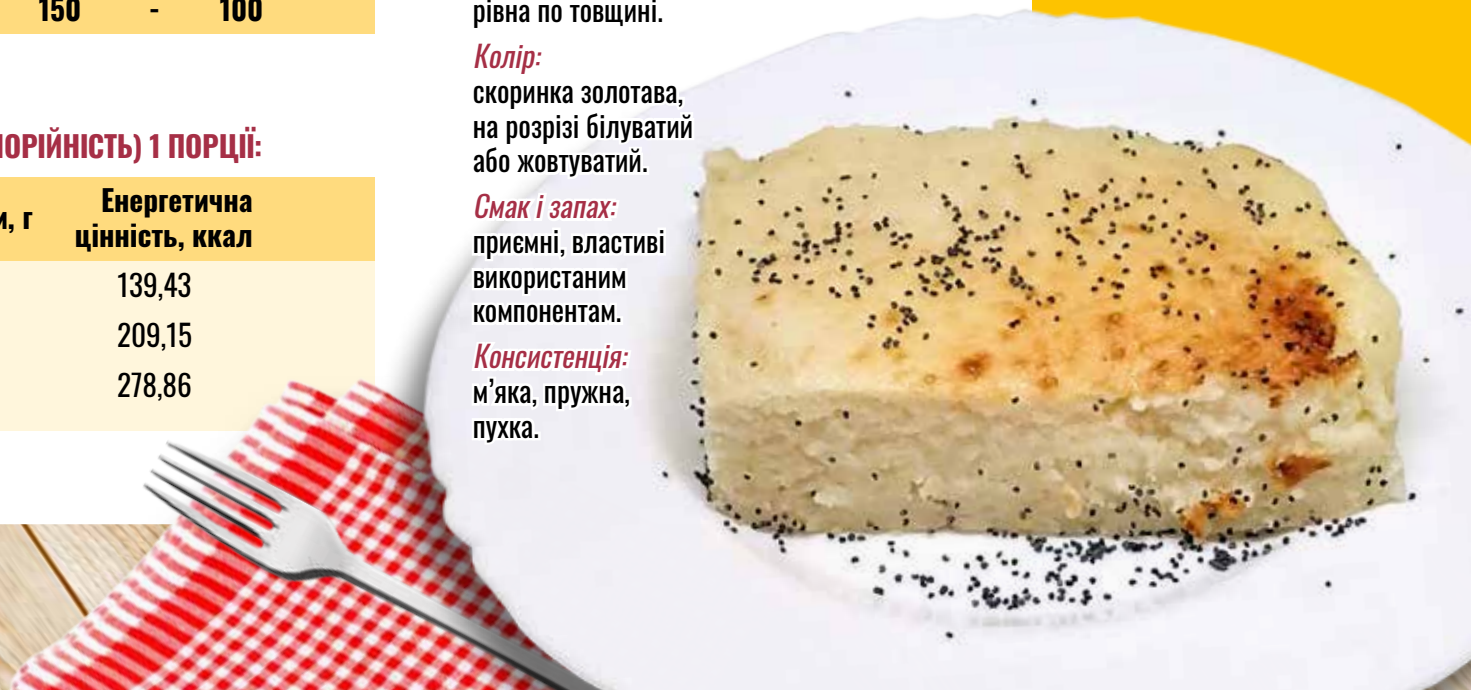 150 - 100
ЛОРІЙНІСТЬ) 1 ПОРЦІЇ:
и, г Енергетична
цінність, ккал
139,43
209,15
278,86
рівна по товщині.
Колір:
скоринка золотава,
на розрізі білуватий
або жовтуватий.
Смак і запах:
приємні, властиві
використаним
компонентам.
Консистенція:
м’яка, пружна,
пухка.